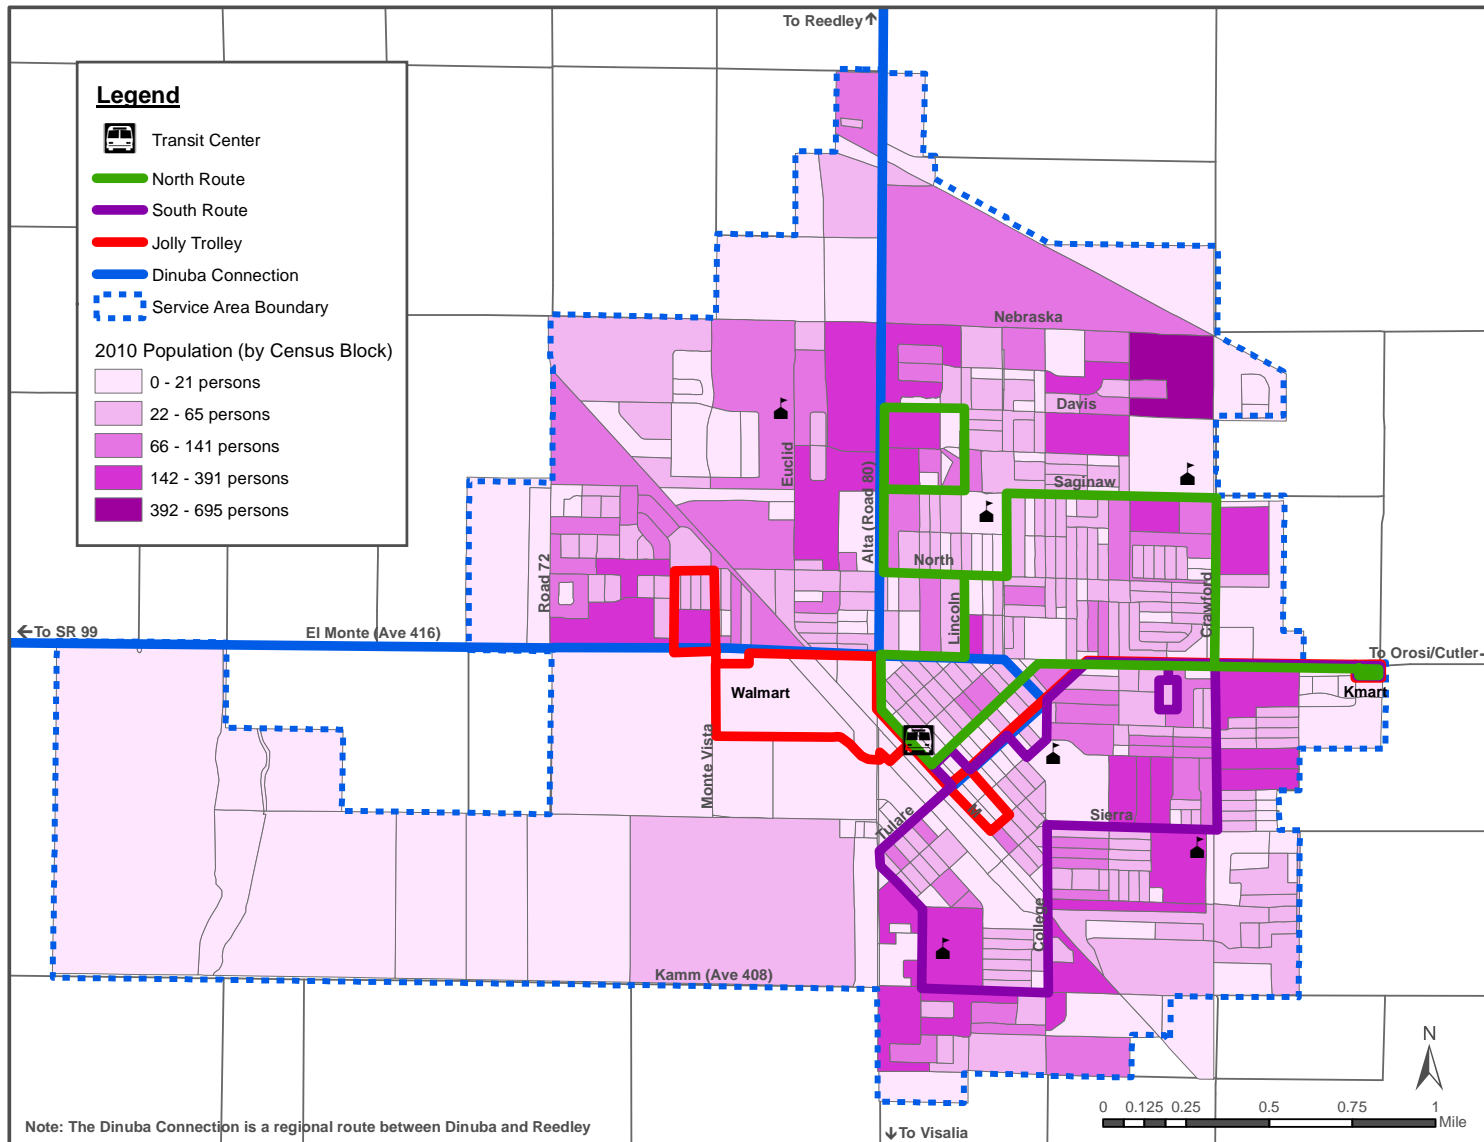 To Reedley
Legend
Transit Center
North Route
South Route
Jolly Trolley
Dinuba Connection
Service Area Boundary
2010 Population (by Census Block)
0 - 21 persons
22 - 65 persons
66 - 141 persons
142 - 391 persons
392 - 695 persons
Nebraska
Davis
Euclid
Alta (Road 80)
Saginaw
North
Road 72
Lincoln
Crawford
To SR 99
El Monte (Ave 416)
To Orosi/Cutler
Walmart
Kmart
Monte Vista
M
Tulare
Sierra
College
Kamm (Ave 408)
N
0 0.125 0.25 0.5 0.75 1
Mile
Note: The Dinuba Connection is a regional route between Dinuba and Reedley
To Visalia